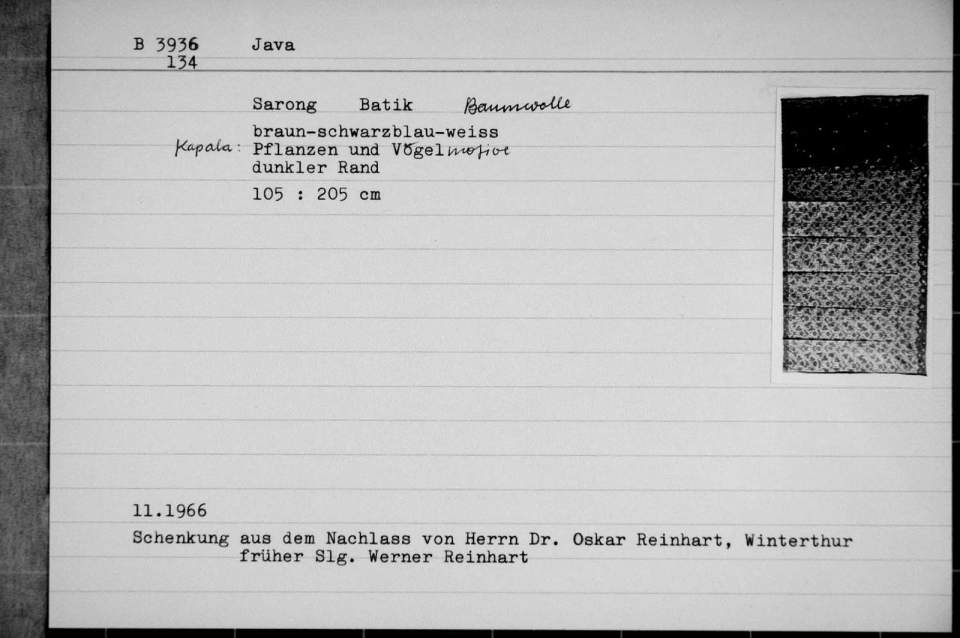 B 3936 Java
134
Sarong Batik Baumwolle
braun-schwarzblau-weiss
Kapala: Pflanzen und Vögelmotive
dunkler Rand
105 : 205 cm
11.1966
Schenkung aus dem Nachlass von Herrn Dr. Oskar Reinhart, Winterthur
früher Slg. Werner Reinhart